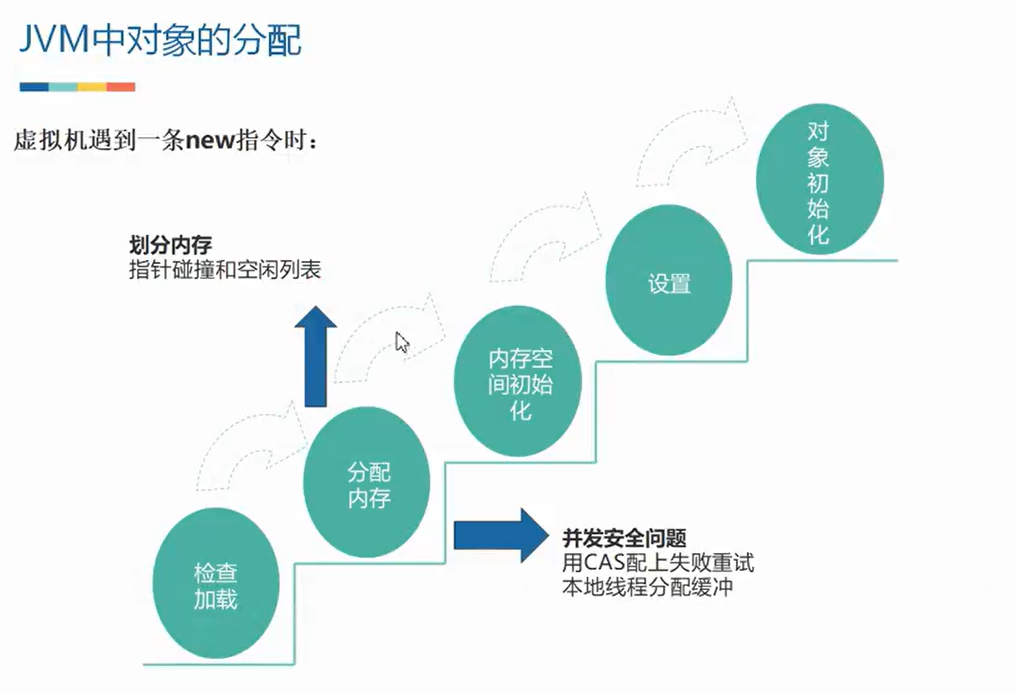 JVM中对象的分配
虚拟机遇到一条new指令时：
划分内存
指针碰撞和空闲列表
检查
加载
分配
内存
内存空
间初始
化
设置
对
象
初
始
化
并发安全问题
用CAS配上失败重试
本地线程分配缓冲